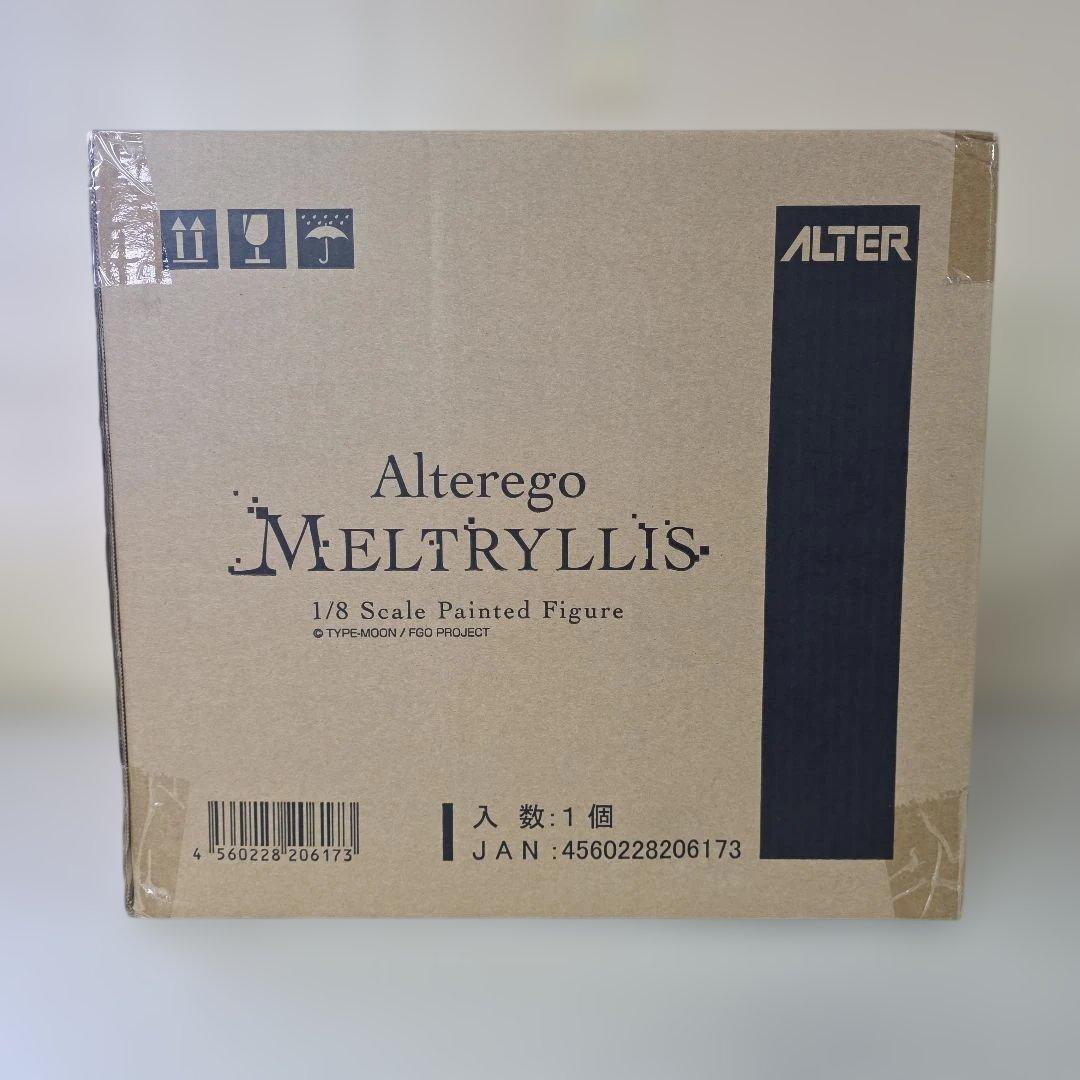 ALTER
Alterego
MELTRYLLIS
1/8 Scale Painted Figure
© TYPE-MOON / FGO PROJECT
4 560228 206173
入 数:1 個
JAN :4560228206173